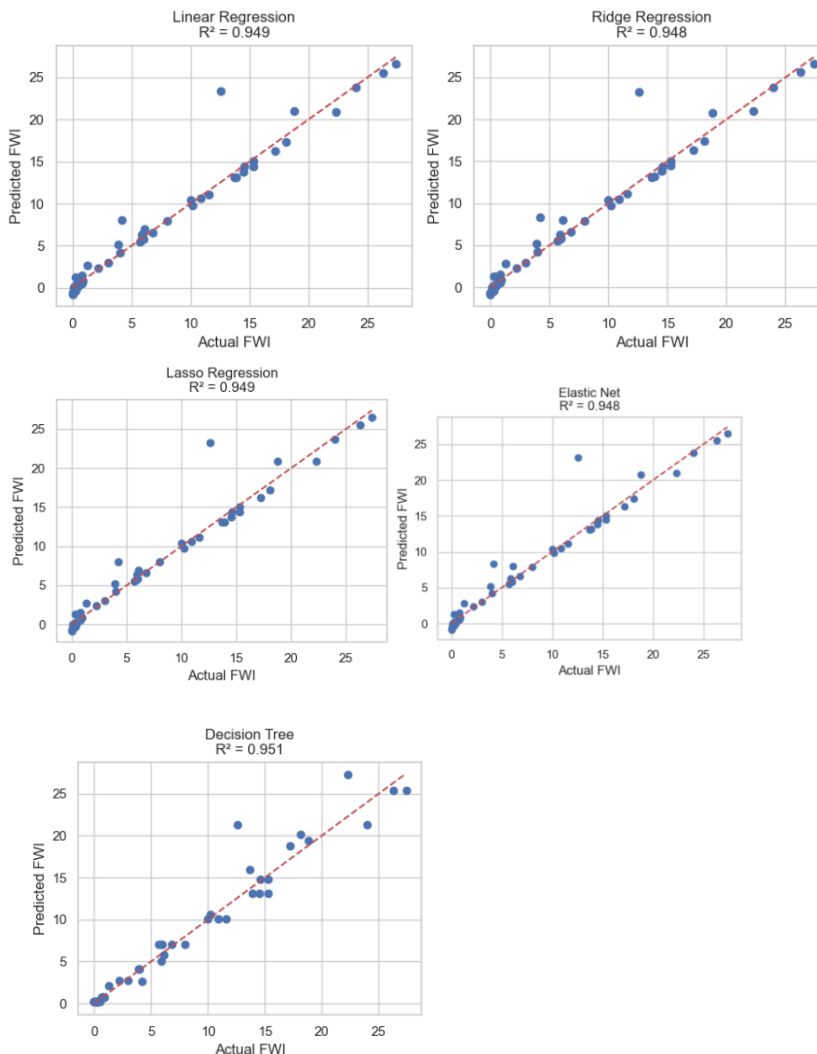 Linear Regression
R² = 0.949
25
20
15
10
5
0
Predicted FWI
0 5 10 15 20 25
Actual FWI
Ridge Regression
R² = 0.948
25
20
15
10
5
0
Predicted FWI
0 5 10 15 20 25
Actual FWI
Lasso Regression
R² = 0.949
25
20
15
10
5
0
Predicted FWI
0 5 10 15 20 25
Actual FWI
Elastic Net
R² = 0.948
25
20
15
10
5
0
Predicted FWI
0 5 10 15 20 25
Actual FWI
Decision Tree
R² = 0.951
25
20
15
10
5
0
Predicted FWI
0 5 10 15 20 25
Actual FWI